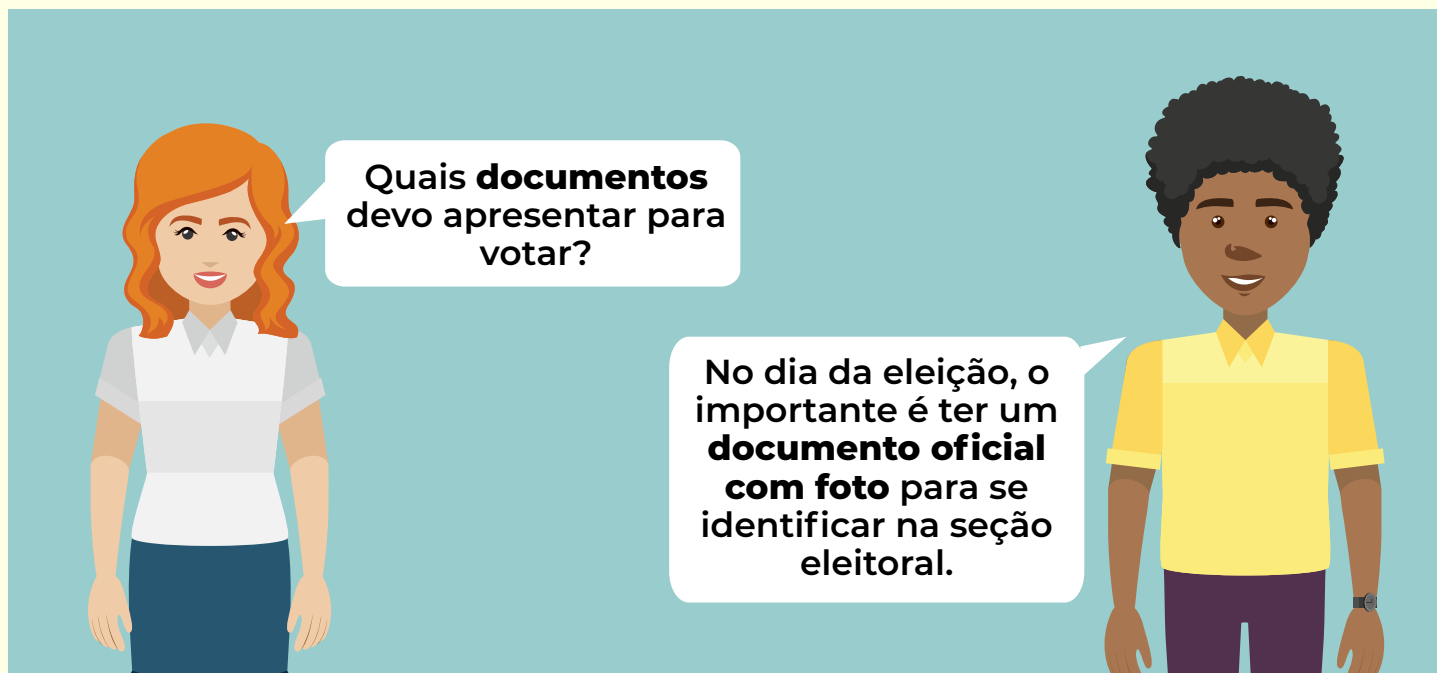 Quais documentos
devo apresentar para
votar?
No dia da eleição, o
importante é ter um
documento oficial
com foto para se
identificar na seção
eleitoral.